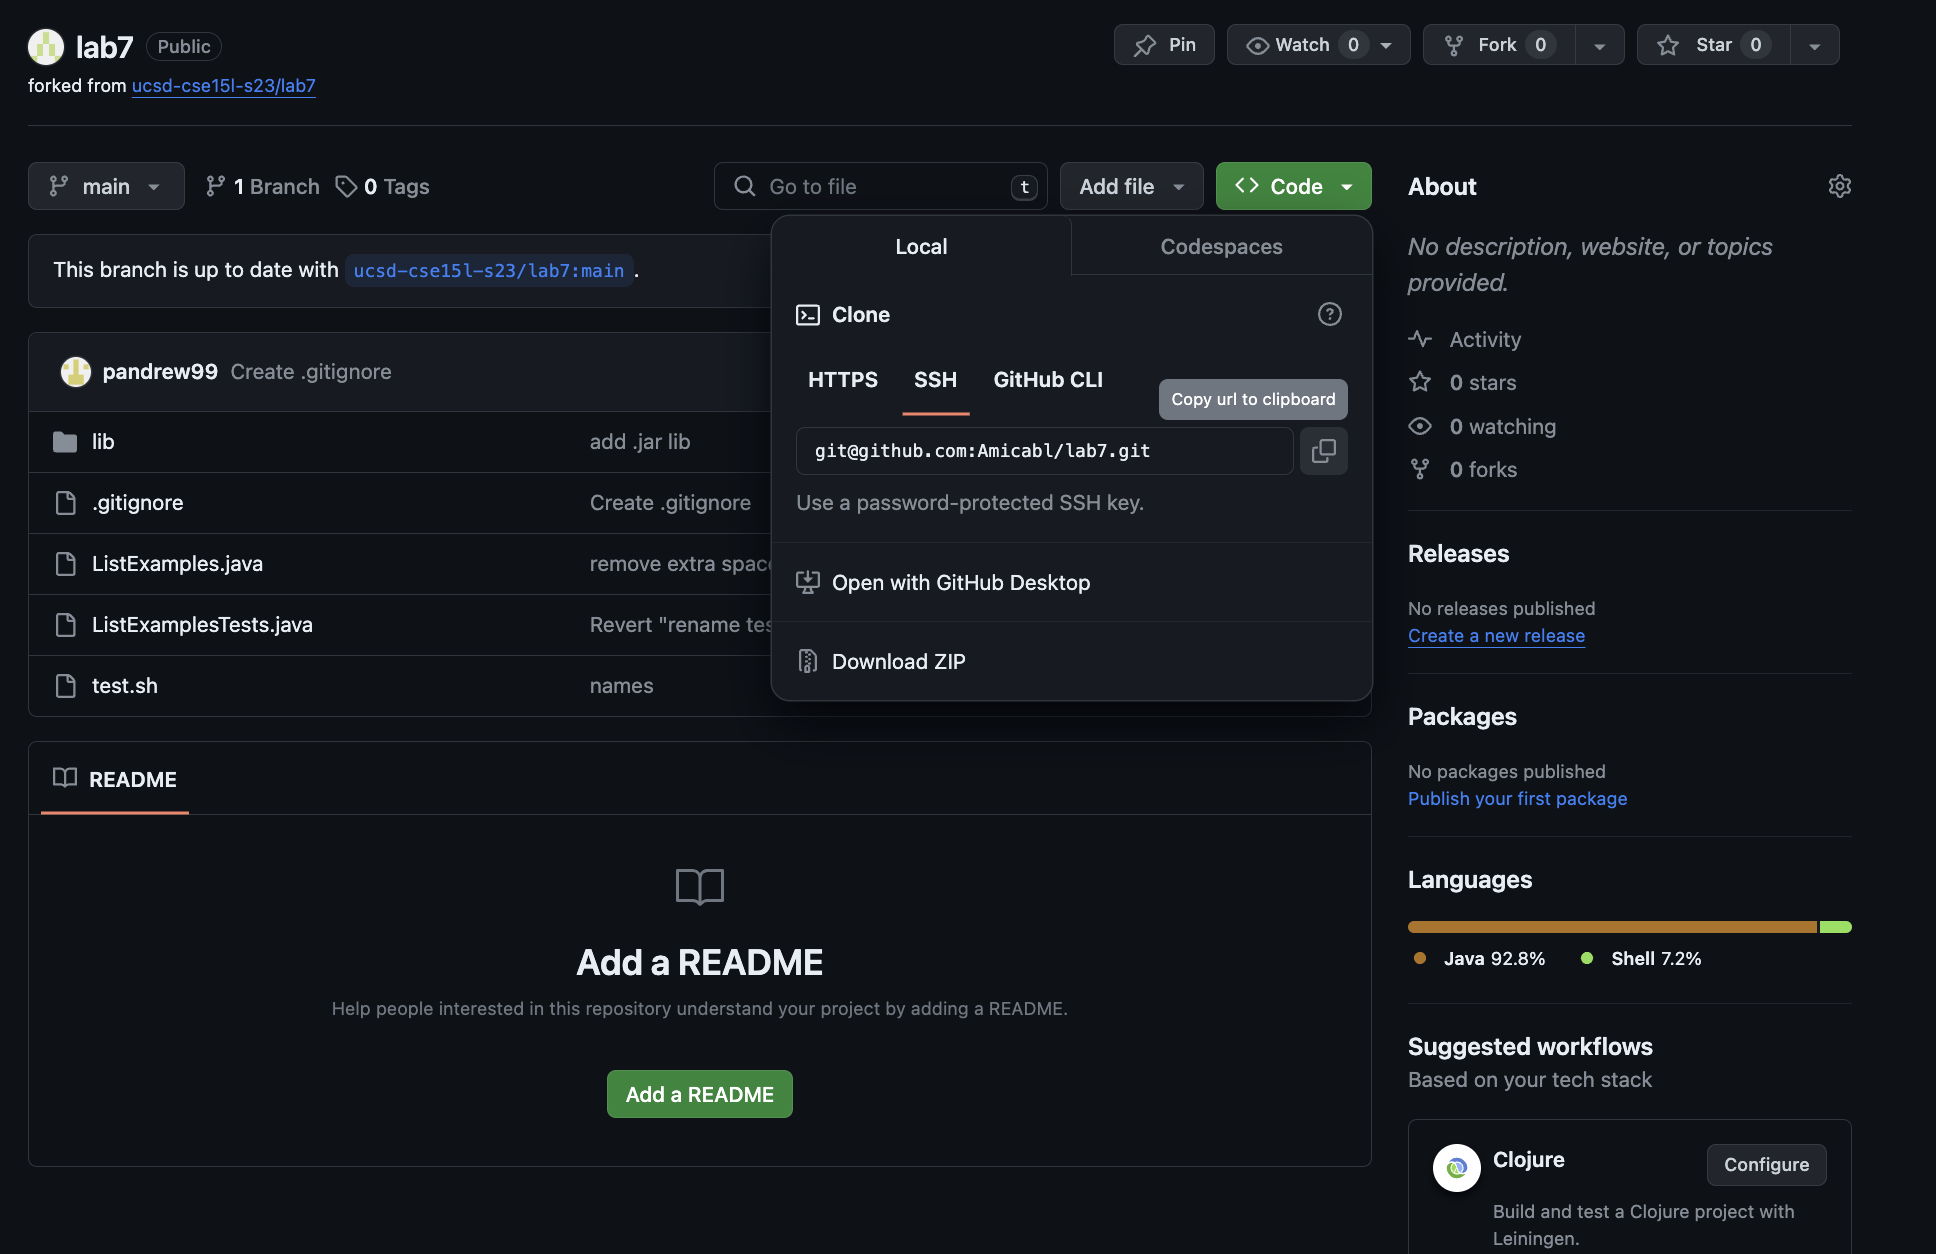 lab7 Public
Pin
Watch 0
Fork 0
Star 0
forked from ucsd-cse15l-s23/lab7
main
1 Branch
0 Tags
Go to file
t
Add file
Code
This branch is up to date with ucsd-cse15l-s23/lab7:main .
pandrew99 Create .gitignore
lib add .jar lib
.gitignore Create .gitignore
ListExamples.java remove extra
ListExamplesTests.java Revert "rename
test.sh names
Local
Codespaces
Clone
HTTPS
SSH
GitHub CLI
Copy url to clipboard
git@github.com:Amicabl/lab7.git
Use a password-protected SSH key.
Open with GitHub Desktop
Download ZIP
README
Add a README
Help people interested in this repository understand your project by adding a README.
Add a README
About
No description, website, or topics
provided.
Activity
0 stars
0 watching
0 forks
Releases
No releases published
Create a new release
Packages
No packages published
Publish your first package
Languages
Java 92.8%
Shell 7.2%
Suggested workflows
Based on your tech stack
Clojure
Configure
Build and test a Clojure project with
Leiningen.